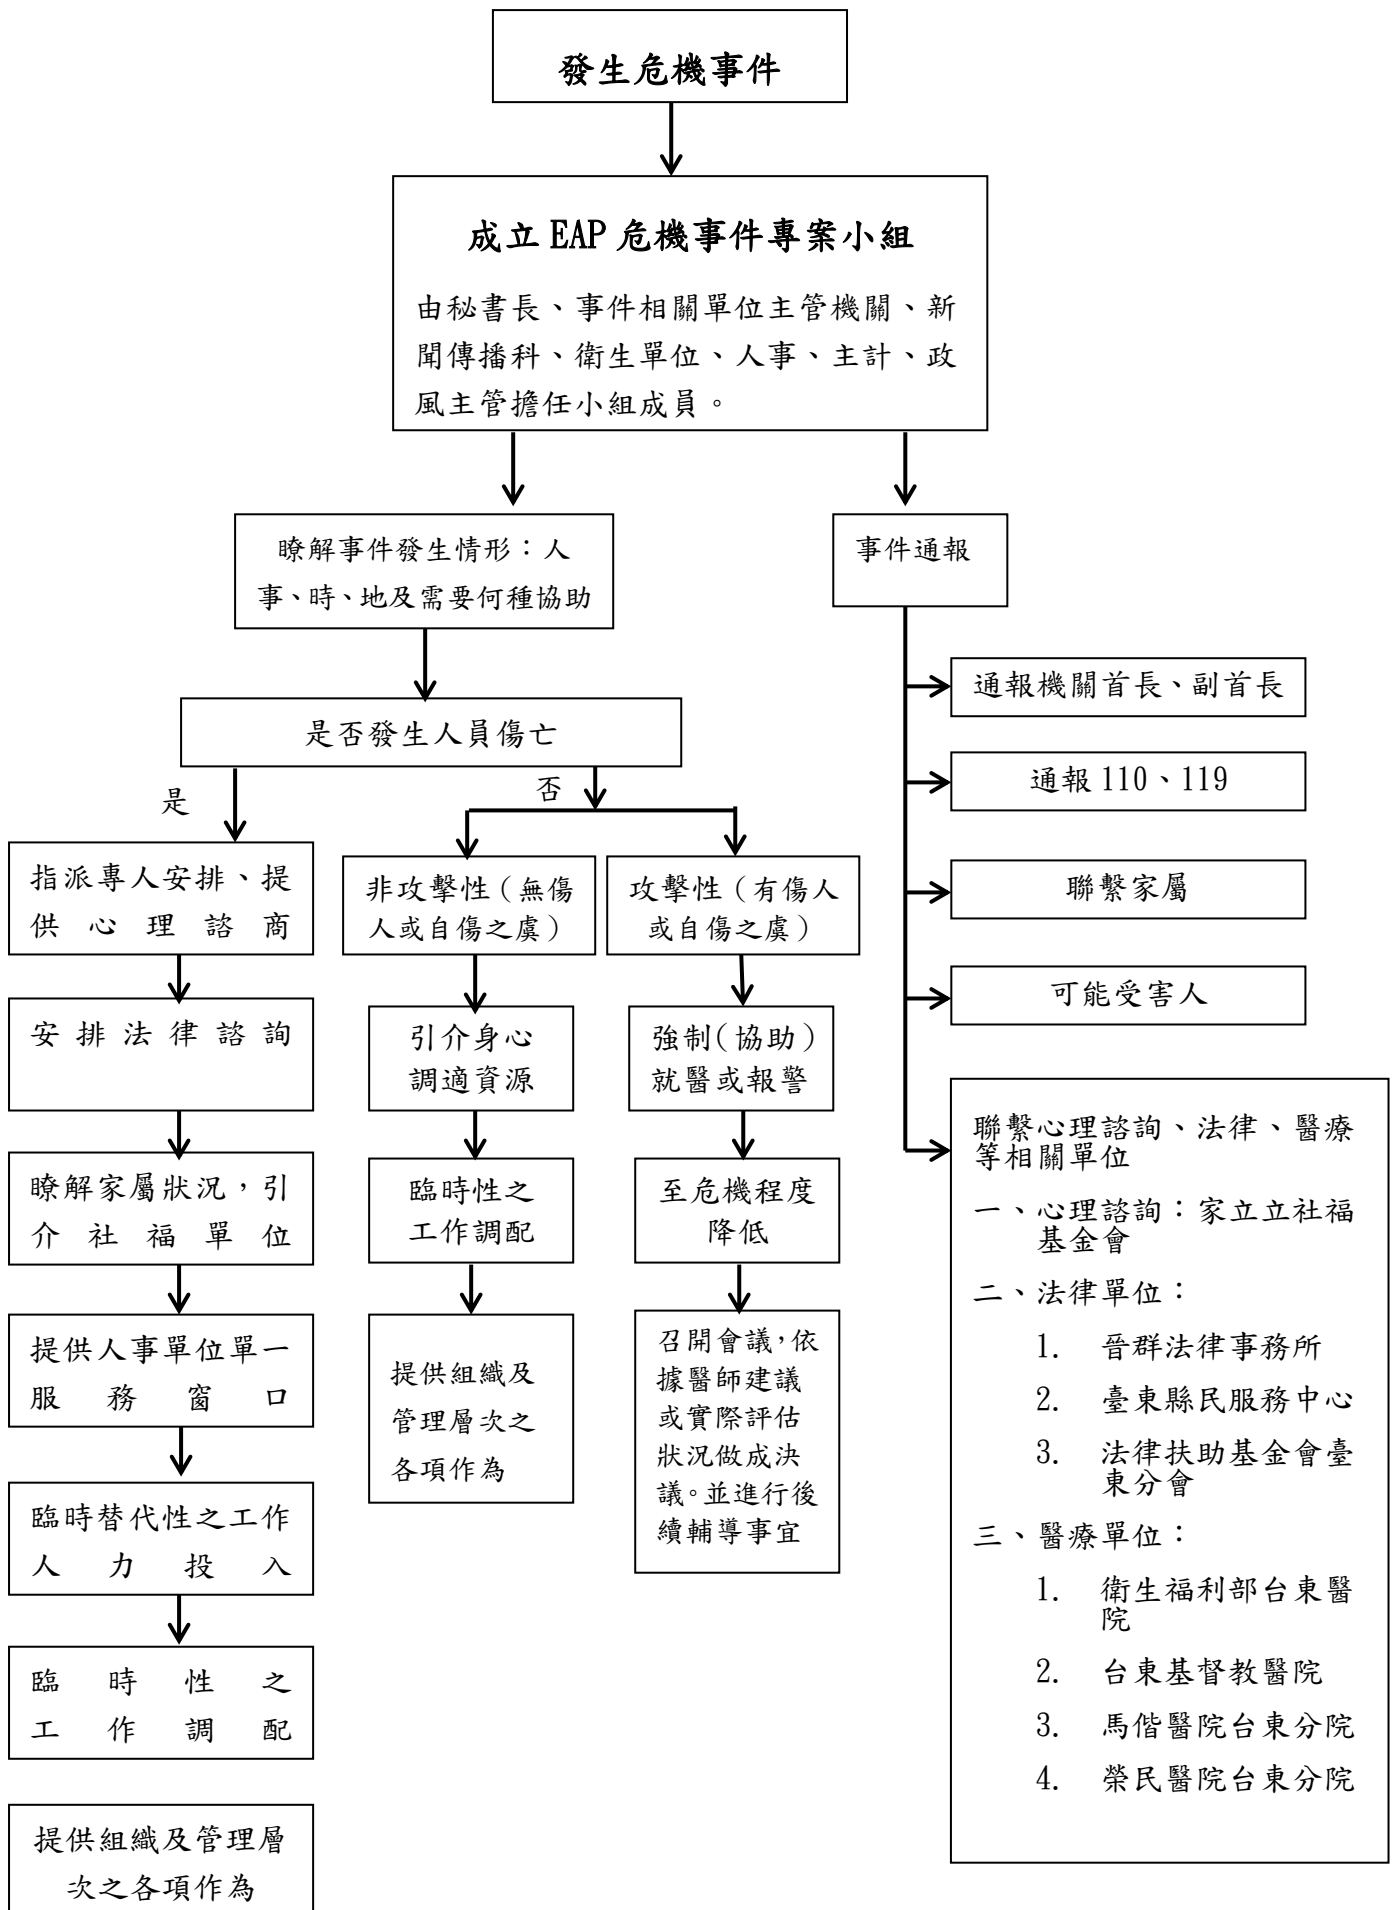 發生危機事件
成立 EAP 危機事件專案小組
由秘書長、事件相關單位主管機關、新
聞傳播科、衛生單位、人事、主計、政
風主管擔任小組成員。
瞭解事件發生情形：人
事、時、地及需要何種協助
事件通報
是否發生人員傷亡
是
否
指派專人安排、提
供心理諮商
安排法律諮詢
瞭解家屬狀況，引
介社福單位
提供人事單位單一
服務窗口
臨時替代性之工作
人力投入
臨時性之
工作調配
提供組織及管理層
次之各項作為
非攻擊性（無傷
人或自傷之虞）
引介身心
調適資源
臨時性之
工作調配
提供組織及
管理層次之
各項作為
攻擊性（有傷人
或自傷之虞）
強制（協助）
就醫或報警
至危機程度
降低
召開會議，依
據醫師建議
或實際評估
狀況做成決
議。並進行後
續輔導事宜
通報機關首長、副首長
通報 110、119
聯繫家屬
可能受害人
聯繫心理諮詢、法律、醫療
等相關單位
一、心理諮詢：家立立社福
基金會
二、法律單位：
1. 晉群法律事務所
2. 臺東縣民服務中心
3. 法律扶助基金會臺
東分會
三、醫療單位：
1. 衛生福利部台東醫
院
2. 台東基督教醫院
3. 馬偕醫院台東分院
4. 榮民醫院台東分院